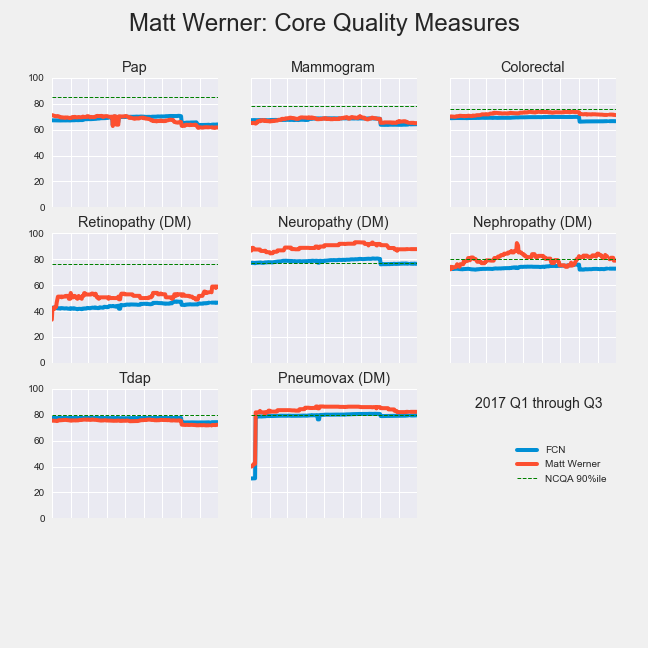 Matt Werner: Core Quality Measures
Pap
Mammogram
Colorectal
100
80
60
40
20
0
Retinopathy (DM)
Neuropathy (DM)
Nephropathy (DM)
100
80
60
40
20
0
Tdap
Pneumovax (DM)
100
80
60
40
20
0
2017 Q1 through Q3
FCN
Matt Werner
NCQA 90%ile